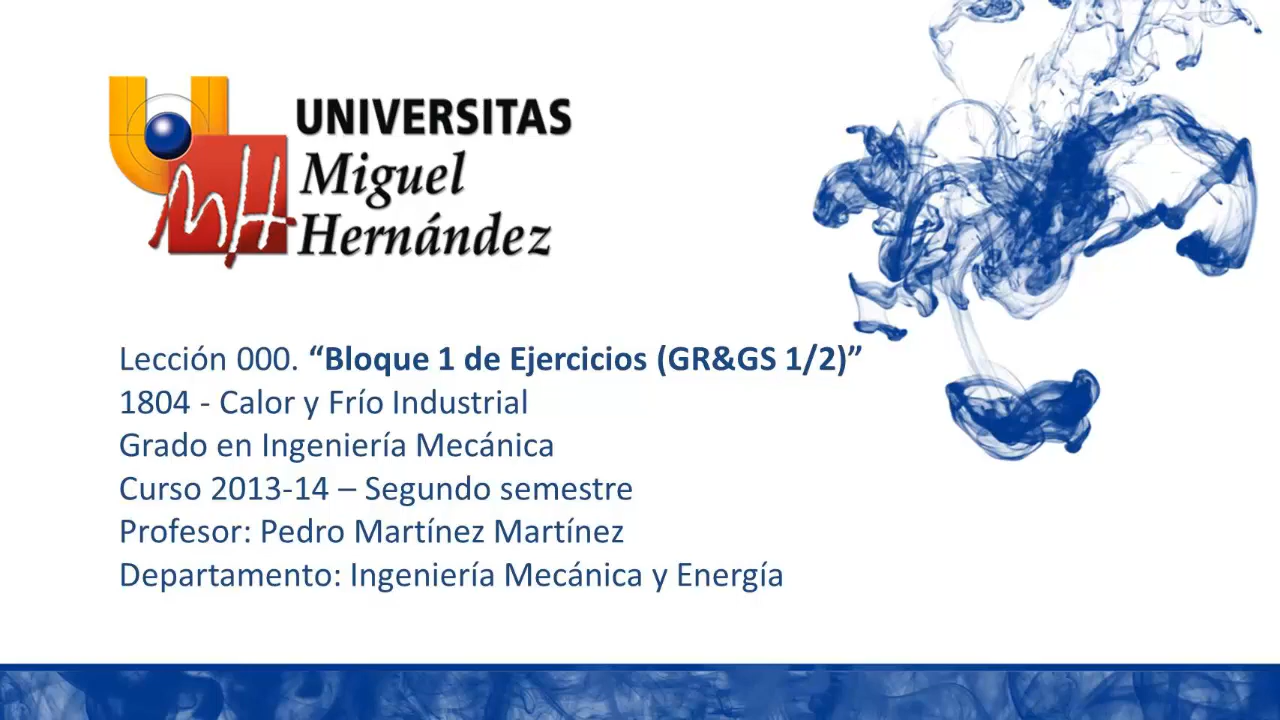 UNIVERSITAS
Miguel
Hernández
UMH
Lección 000. “Bloque 1 de Ejercicios (GR&GS 1/2)”
1804 - Calor y Frío Industrial
Grado en Ingeniería Mecánica
Curso 2013-14 – Segundo semestre
Profesor: Pedro Martínez Martínez
Departamento: Ingeniería Mecánica y Energía